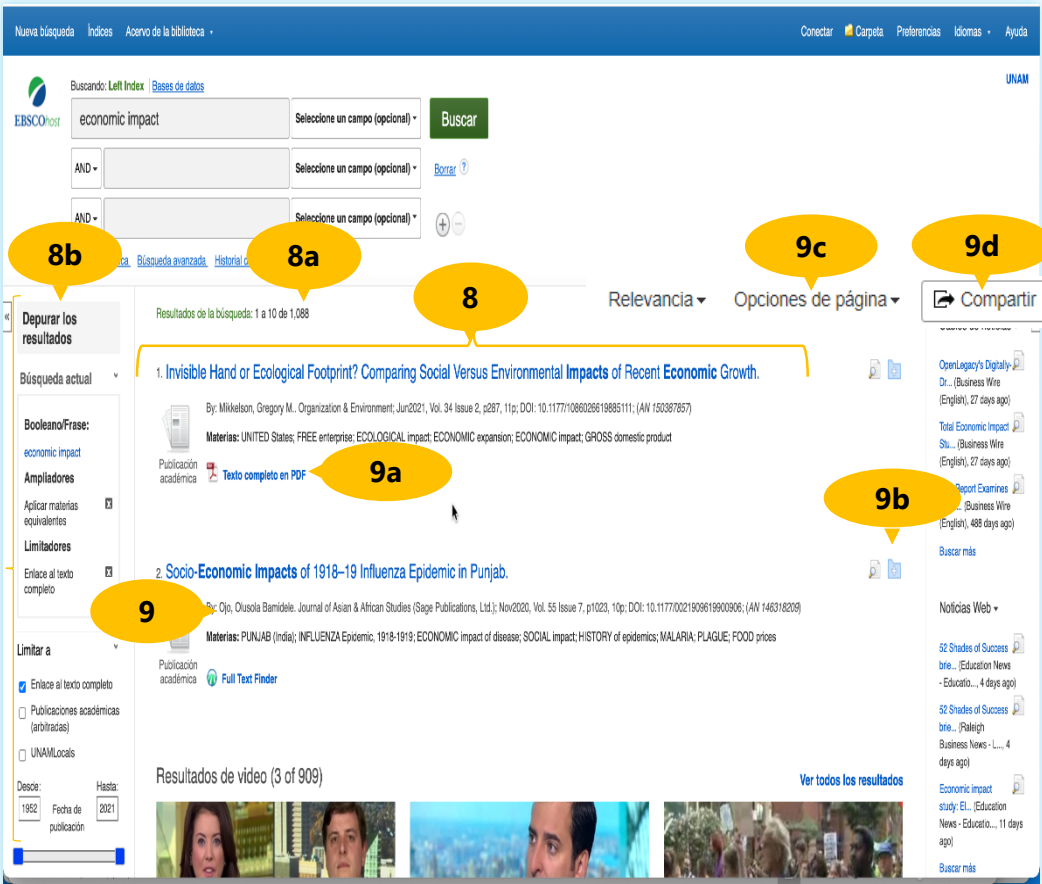 Nueva búsqueda Índices Acervo de la biblioteca
Conectar Carpeta Preferencias Idiomas Ayuda
UNAM
EBSCOhost
Buscando: Left Index Bases de datos
economic impact Seleccione un campo (opcional) Buscar
AND Seleccione un campo (opcional) Borrar ?
AND Seleccione un campo (opcional)
Búsqueda avanzada Historial
8b
8a
8
9c
9d
Relevancia Opciones de página Compartir
«
Depurar los
resultados
Búsqueda actual
Booleano/Frase:
economic impact
Ampliadores
Aplicar materias
equivalentes
Limitadores
Enlace al texto
completo
Limitar a
Enlace al texto completo
Publicaciones académicas
(arbitradas)
UNAMLocals
Desde: Hasta:
1952 Fecha de 2021
publicación
Resultados de la búsqueda: 1 a 10 de 1,088
1. Invisible Hand or Ecological Footprint? Comparing Social Versus Environmental Impacts of Recent Economic Growth.
By: Mikkelson, Gregory M.. Organization & Environment; Jun2021, Vol. 34 Issue 2, p287, 11p; DOI: 10.1177/1086026619885111; (AN 150387857)
Materias: UNITED States; FREE enterprise; ECOLOGICAL impact; ECONOMIC expansion; ECONOMIC impact; GROSS domestic product
Publicación
académica
Texto completo en PDF
9a
9b
2. Socio-Economic Impacts of 1918–19 Influenza Epidemic in Punjab.
9
By: Ojo, Olusola Bamidele. Journal of Asian & African Studies (Sage Publications, Ltd.); Nov2020, Vol. 55 Issue 7, p1023, 10p; DOI: 10.1177/0021909619900906; (AN 146318209)
Materias: PUNJAB (India); INFLUENZA Epidemic, 1918-1919; ECONOMIC impact of disease; SOCIAL impact; HISTORY of epidemics; MALARIA; PLAGUE; FOOD prices
Publicación
académica
Full Text Finder
Resultados de video (3 of 909)
Ver todos los resultados
OpenLegacy's Digitally-
Dr... (Business Wire
(English), 27 days ago)
Total Economic Impact
Stu... (Business Wire
(English), 27 days ago)
Report Examines
(Business Wire
(English), 488 days ago)
Buscar más
Noticias Web
52 Shades of Success
brie... (Education News
- Educatio..., 4 days ago)
52 Shades of Success
brie... (Raleigh
Business News - L..., 4
days ago)
Economic impact
study: El... (Education
News - Educatio..., 11 days
ago)
Buscar más